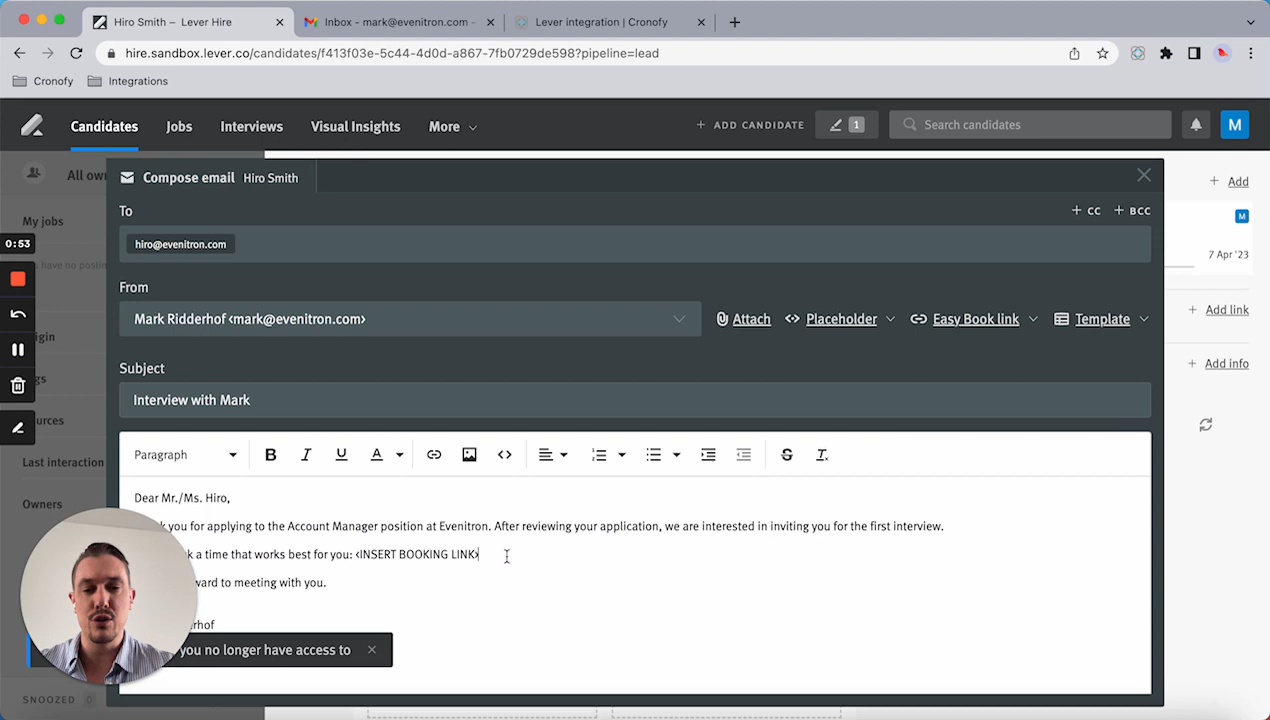 Hiro Smith – Lever Hire
Inbox - mark@evenitron.com -
Lever integration | Cronofy
hire.sandbox.lever.co/candidates/f413f03e-5c44-4d0d-a867-7fb0729de598?pipeline=lead
Cronofy
Integrations
Candidates
Jobs
Interviews
Visual Insights
More
+ ADD CANDIDATE
1
Search candidates
M
All own
Compose email Hiro Smith
+ Add
My jobs
To
+ CC + BCC
M
0:53
hiro@evenitron.com
7 Apr '23
have no postin
From
Mark Ridderhof <mark@evenitron.com>
Attach
Placeholder
Easy Book link
Template
+ Add link
+ Add info
Subject
Interview with Mark
Paragraph
B I U A
Last interaction
Owners
Dear Mr./Ms. Hiro,
you for applying to the Account Manager position at Evenitron. After reviewing your application, we are interested in inviting you for the first interview.
a time that works best for you: <INSERT BOOKING LINK>
to meeting with you.
you no longer have access to
SNOOZED 0